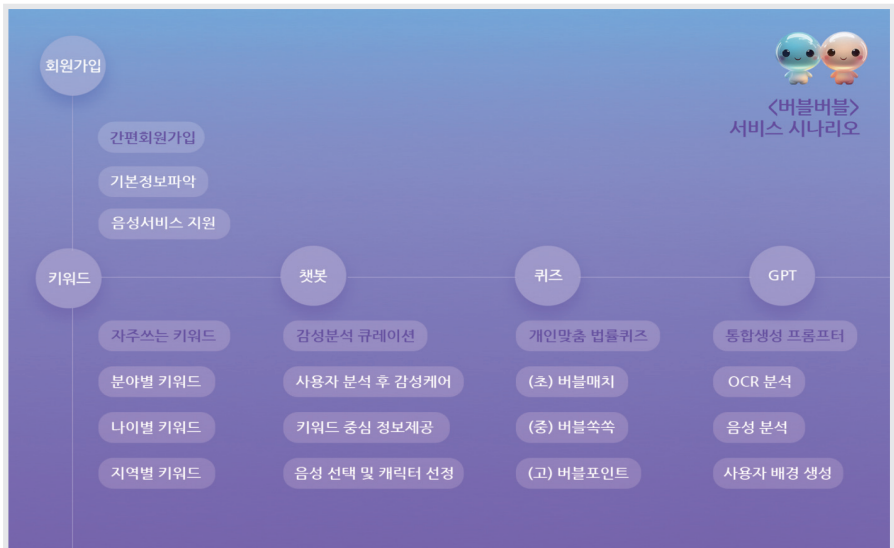 회원가입
<버블버블>
서비스 시나리오
간편회원가입
기본정보파악
음성서비스 지원
키워드
챗봇
퀴즈
GPT
자주쓰는 키워드
감성분석 큐레이션
개인맞춤 법률퀴즈
통합생성 프롬프터
분야별 키워드
사용자 분석 후 감성케어
(초) 버블매치
OCR 분석
나이별 키워드
키워드 중심 정보제공
(중) 버블쏙쏙
음성 분석
지역별 키워드
음성 선택 및 캐릭터 선정
(고) 버블포인트
사용자 배경 생성